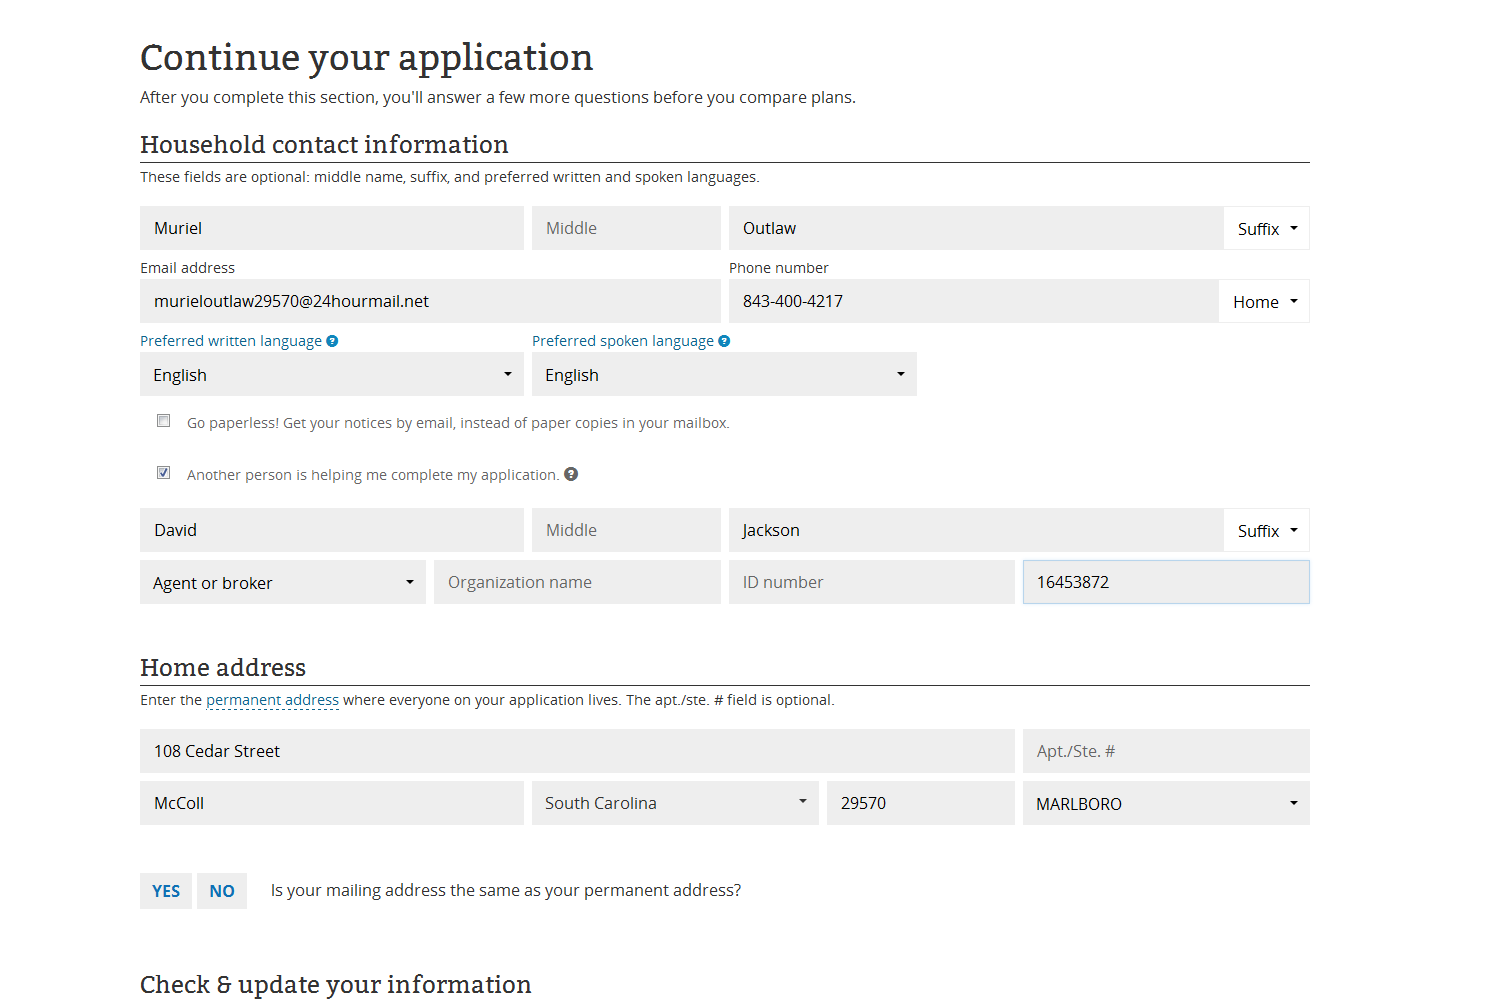 Continue your application
After you complete this section, you'll answer a few more questions before you compare plans.
Household contact information
These fields are optional: middle name, suffix, and preferred written and spoken languages.
Muriel Middle Outlaw Suffix
Email address Phone number
murieloutlaw29570@24hourmail.net 843-400-4217 Home
Preferred written language ? Preferred spoken language ?
English English
Go paperless! Get your notices by email, instead of paper copies in your mailbox.
Another person is helping me complete my application. ?
David Middle Jackson Suffix
Agent or broker Organization name ID number 16453872
Home address
Enter the permanent address where everyone on your application lives. The apt./ste. # field is optional.
108 Cedar Street Apt./Ste. #
McColl South Carolina 29570 MARLBORO
YES NO Is your mailing address the same as your permanent address?
Check & update your information